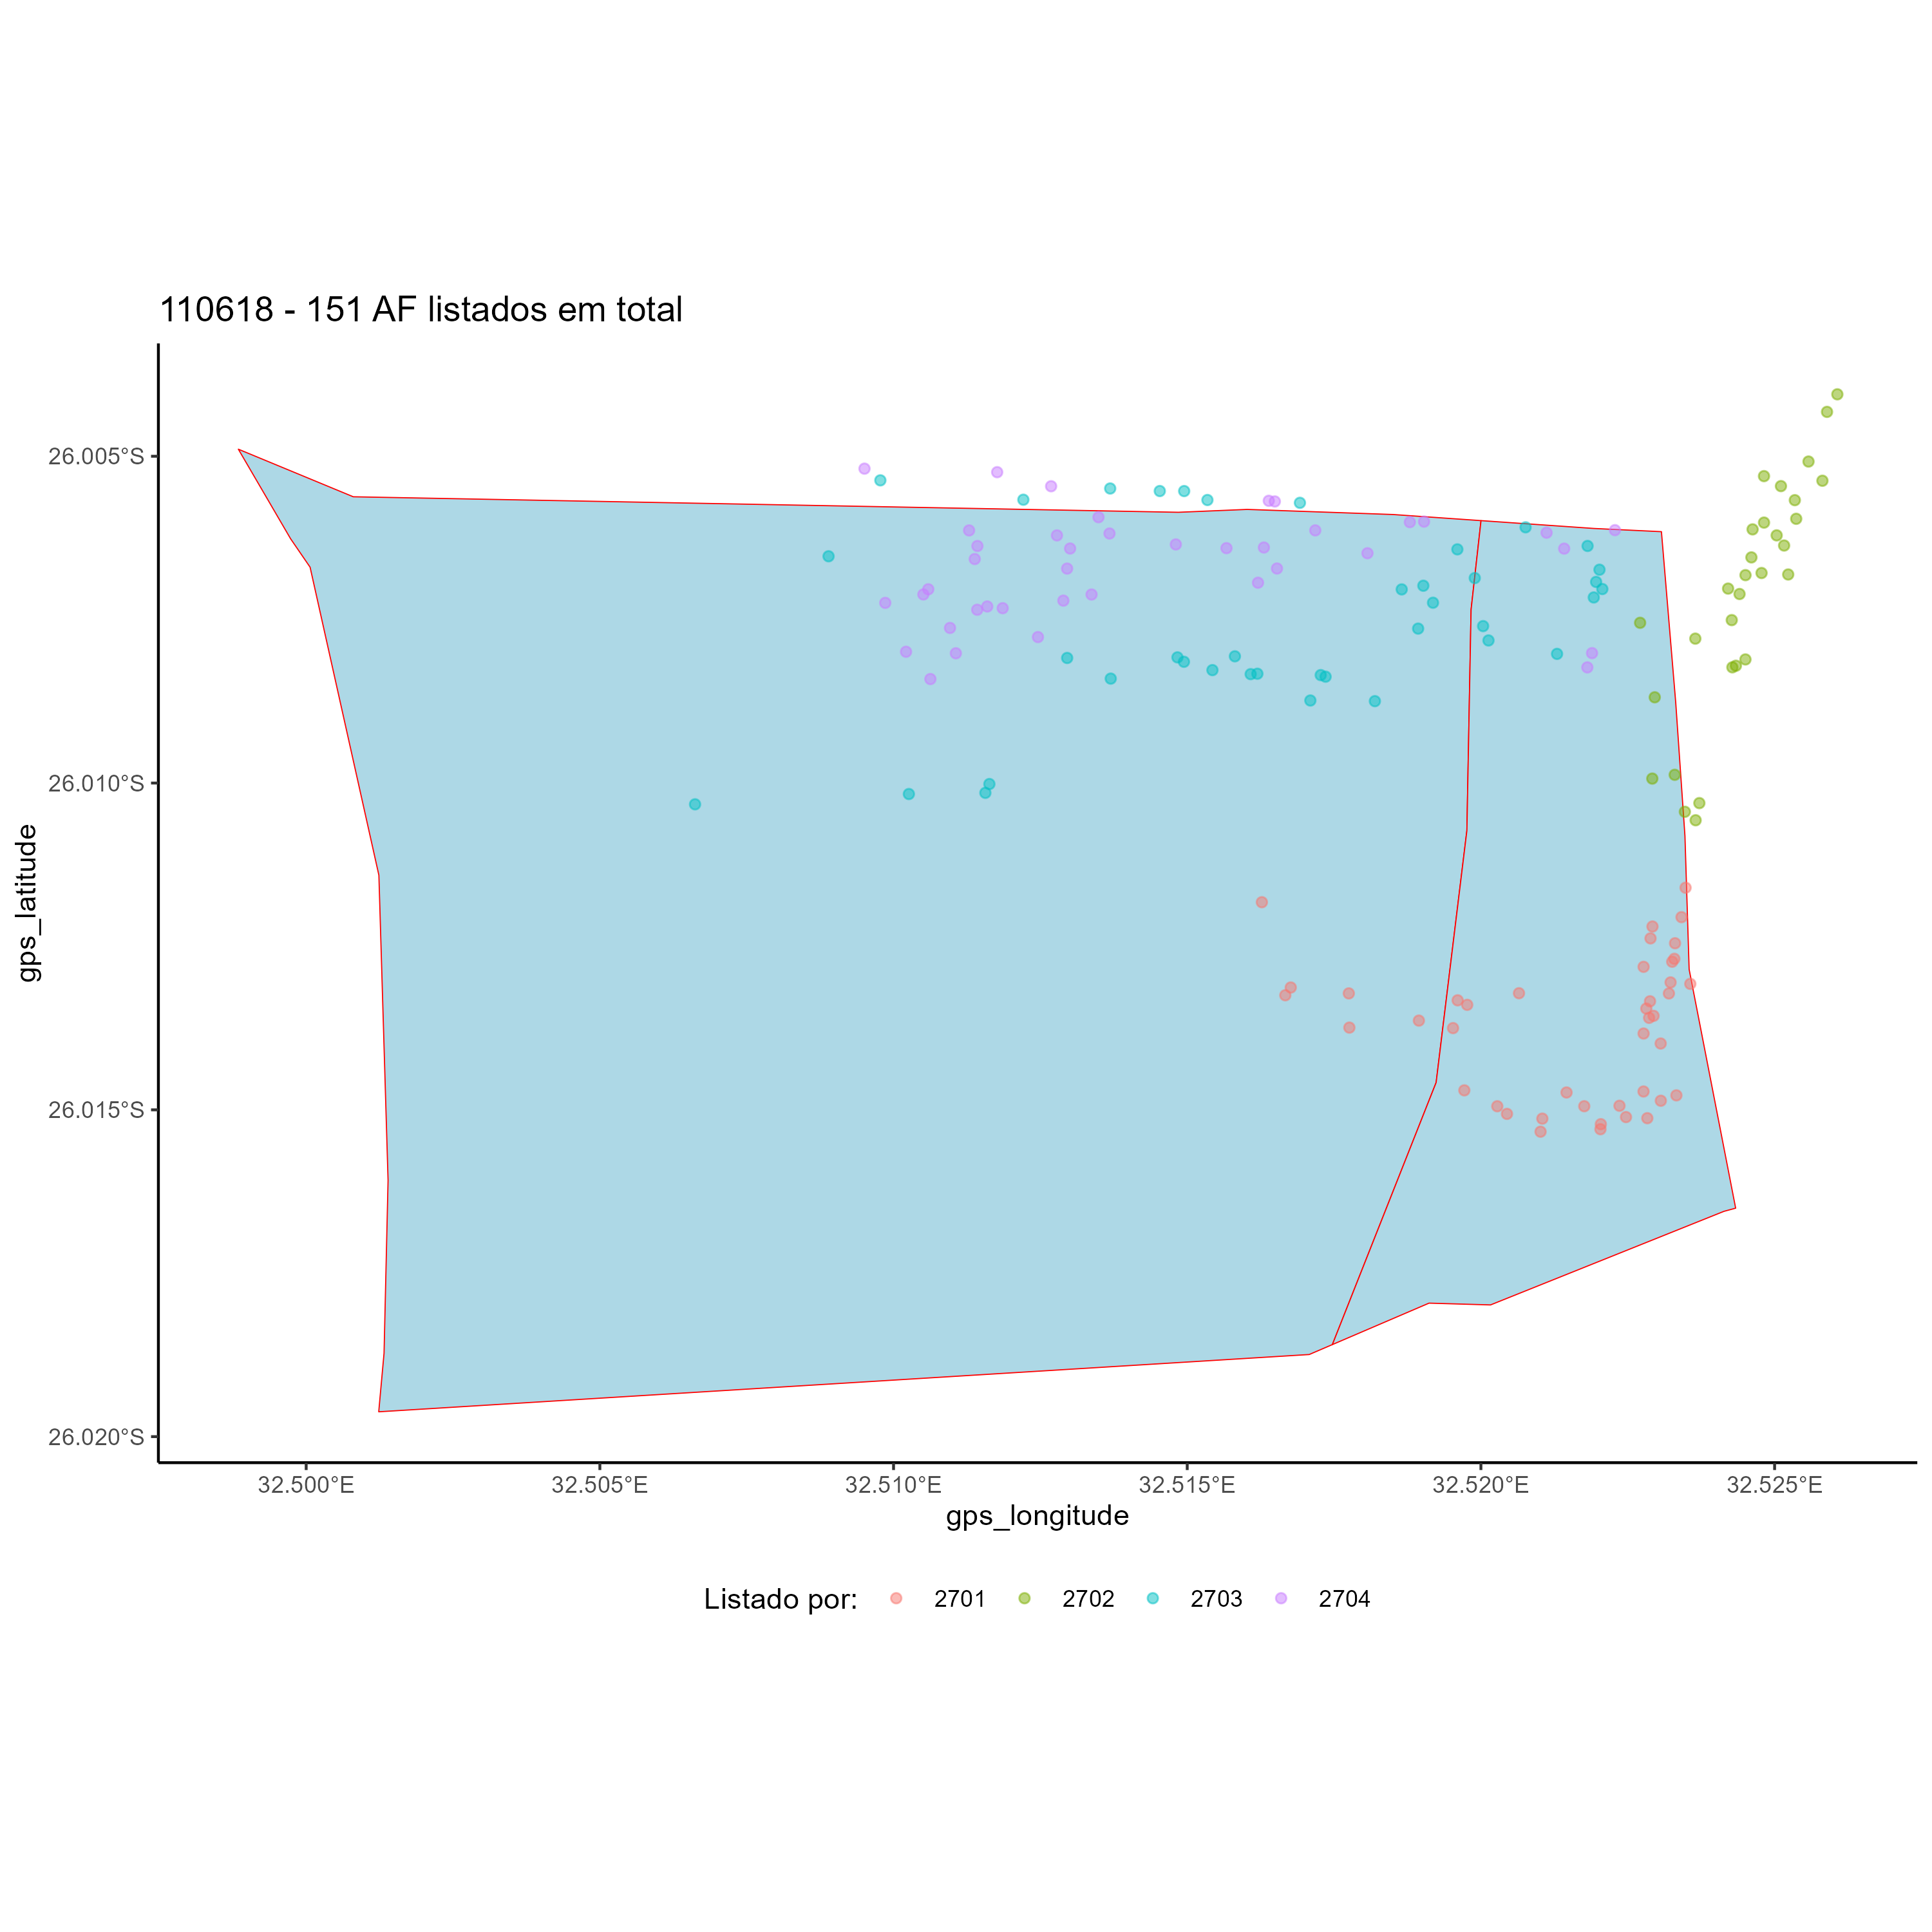 110618 - 151 AF listados em total
26.005°S
26.010°S
26.015°S
26.020°S
gps_latitude
32.500°E 32.505°E 32.510°E 32.515°E 32.520°E 32.525°E
gps_longitude
Listado por: 2701 2702 2703 2704